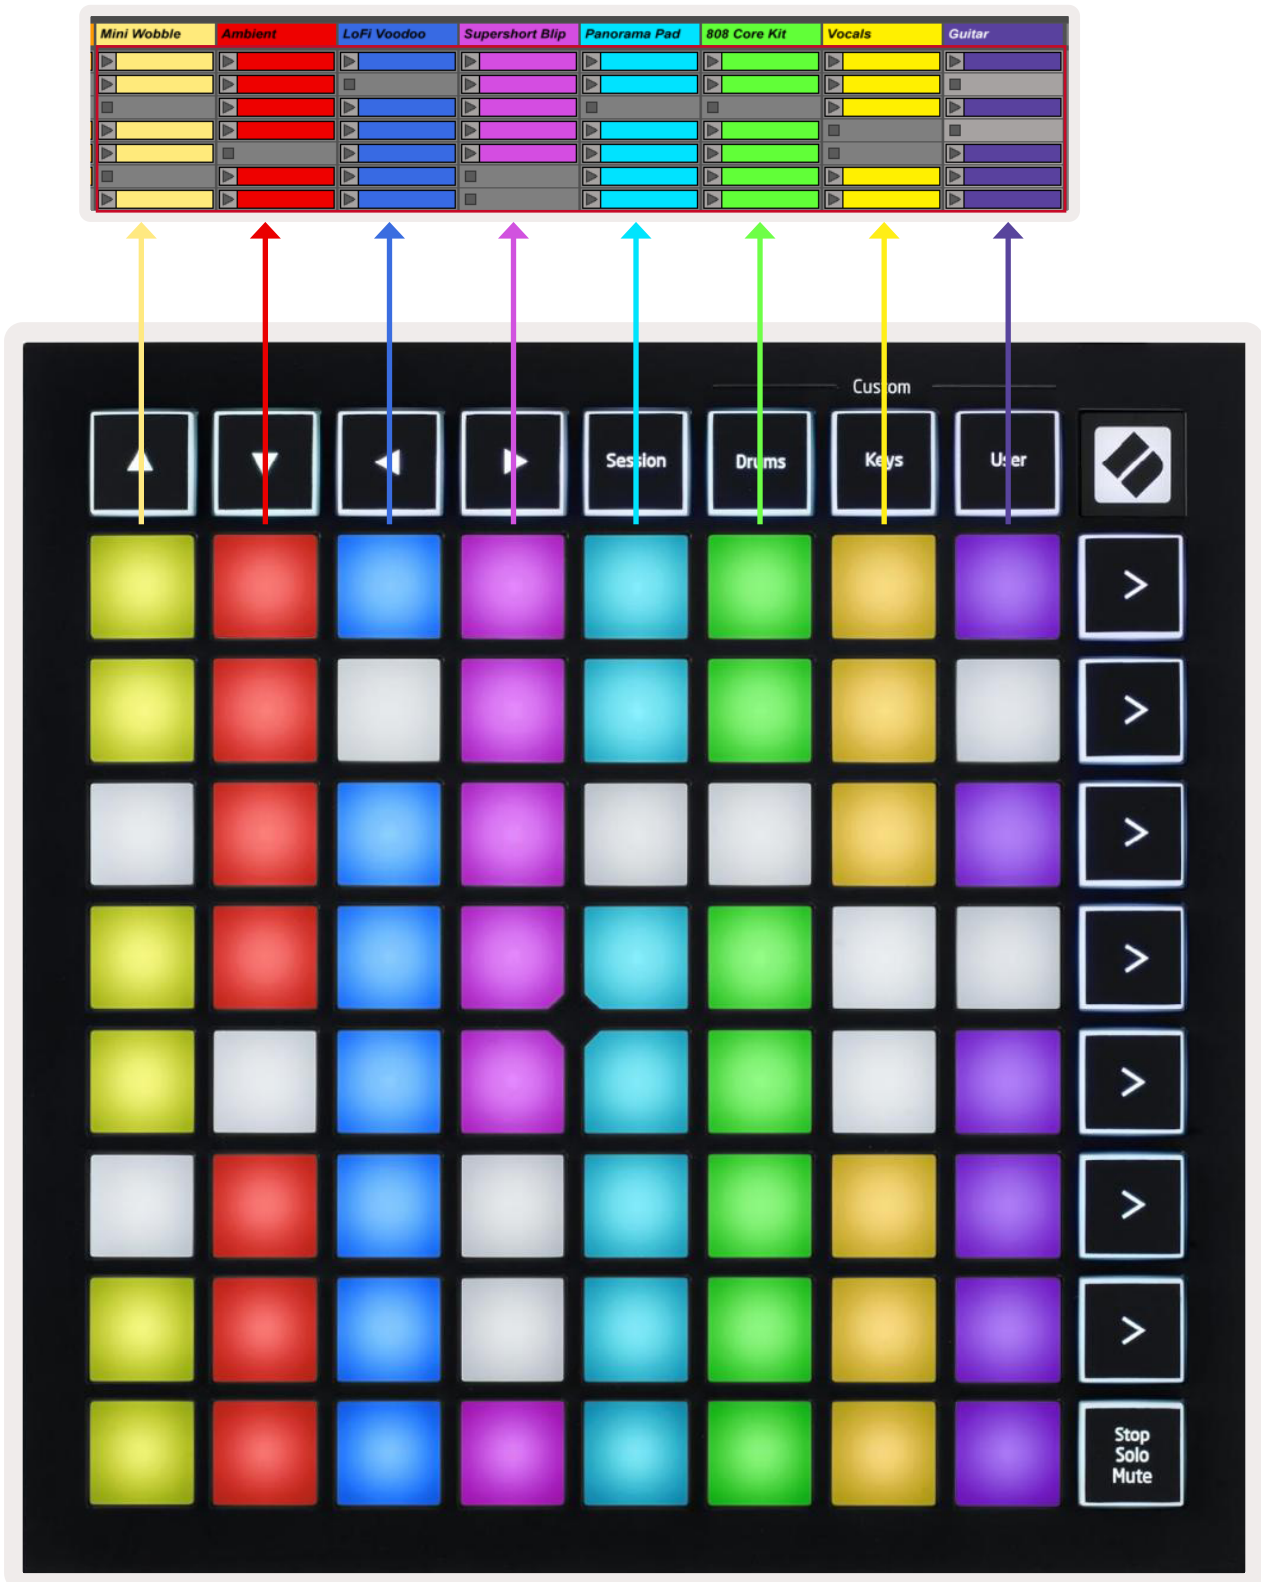 Mini Wobble Ambient LoFi Voodoo Supershort Blip Panorama Pad 808 Core Kit Vocals Guitar
Custom
Session Drums Keys User
Stop
Solo
Mute